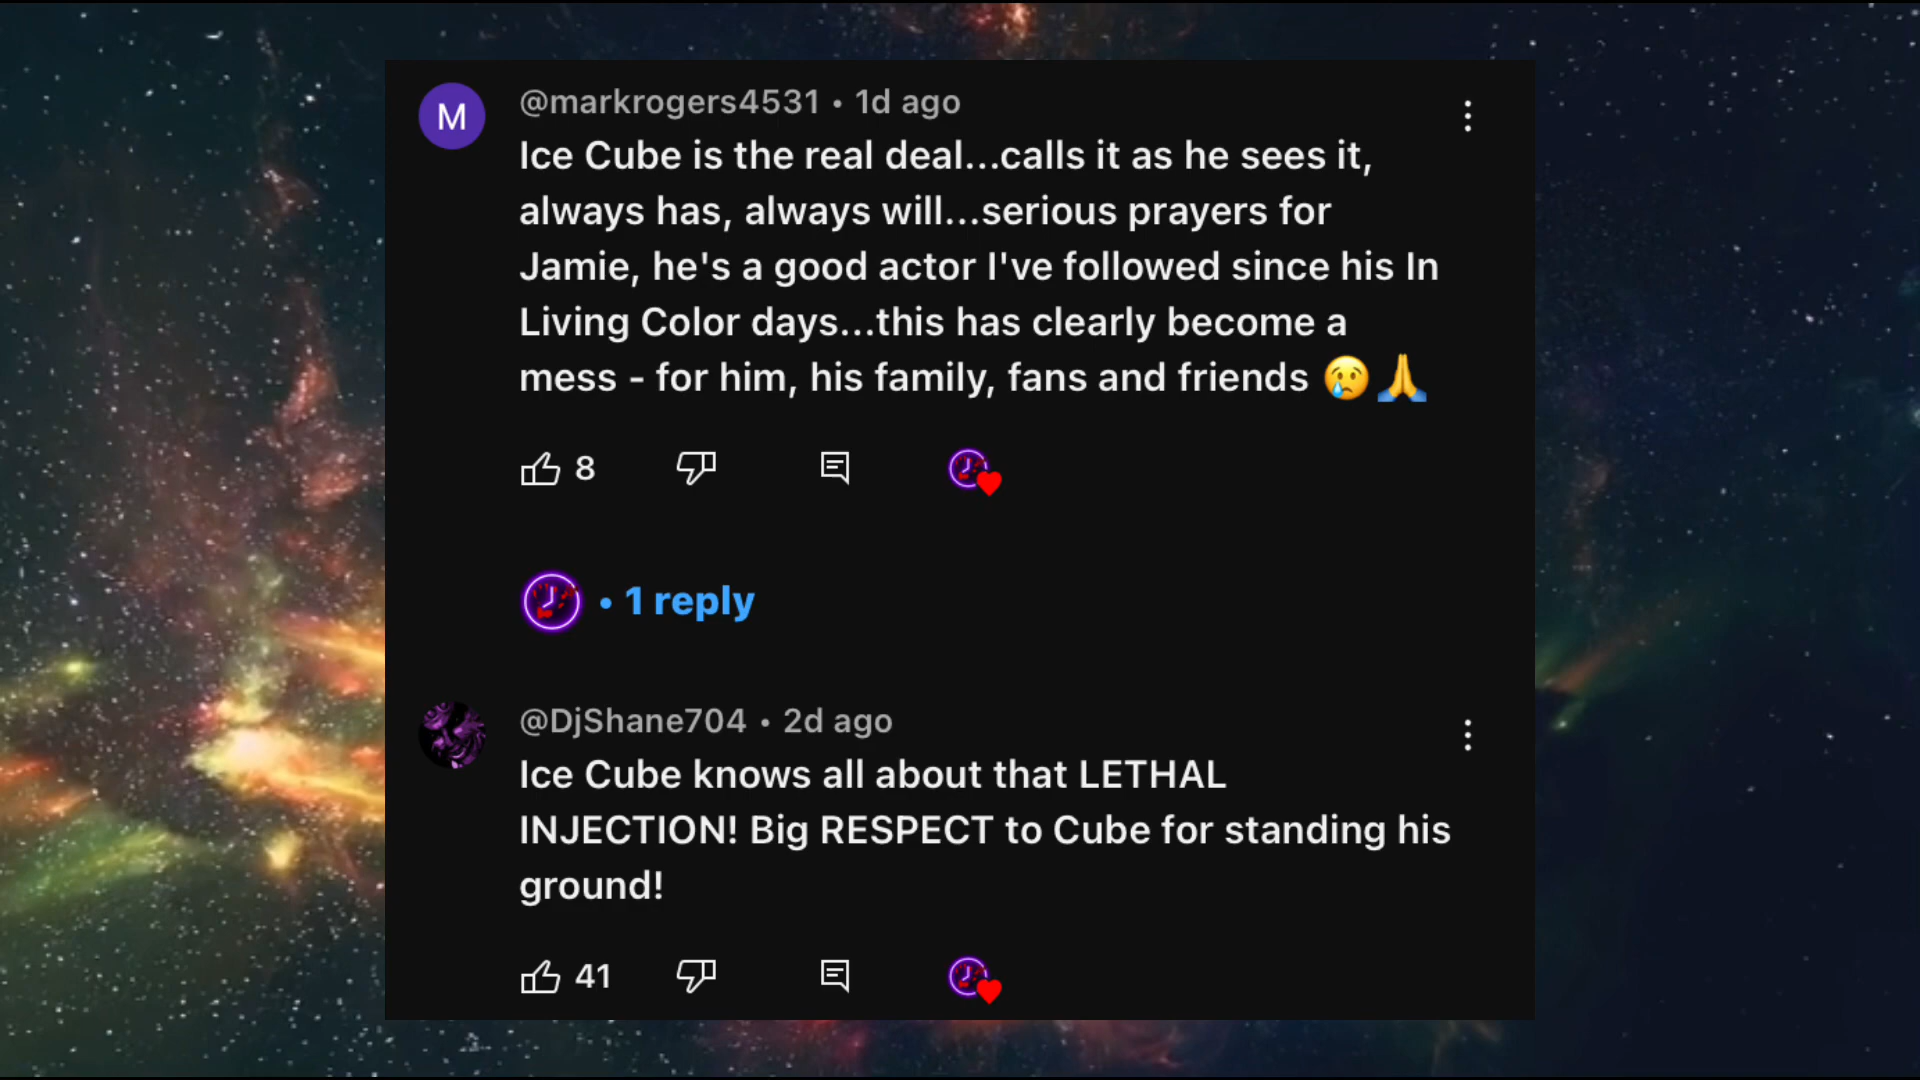 M
@markrogers4531 • 1d ago
Ice Cube is the real deal...calls it as he sees it,
always has, always will...serious prayers for
Jamie, he's a good actor I've followed since his In
Living Color days...this has clearly become a
mess - for him, his family, fans and friends 😢🙏
8
• 1 reply
@DjShane704 • 2d ago
Ice Cube knows all about that LETHAL
INJECTION! Big RESPECT to Cube for standing his
ground!
41